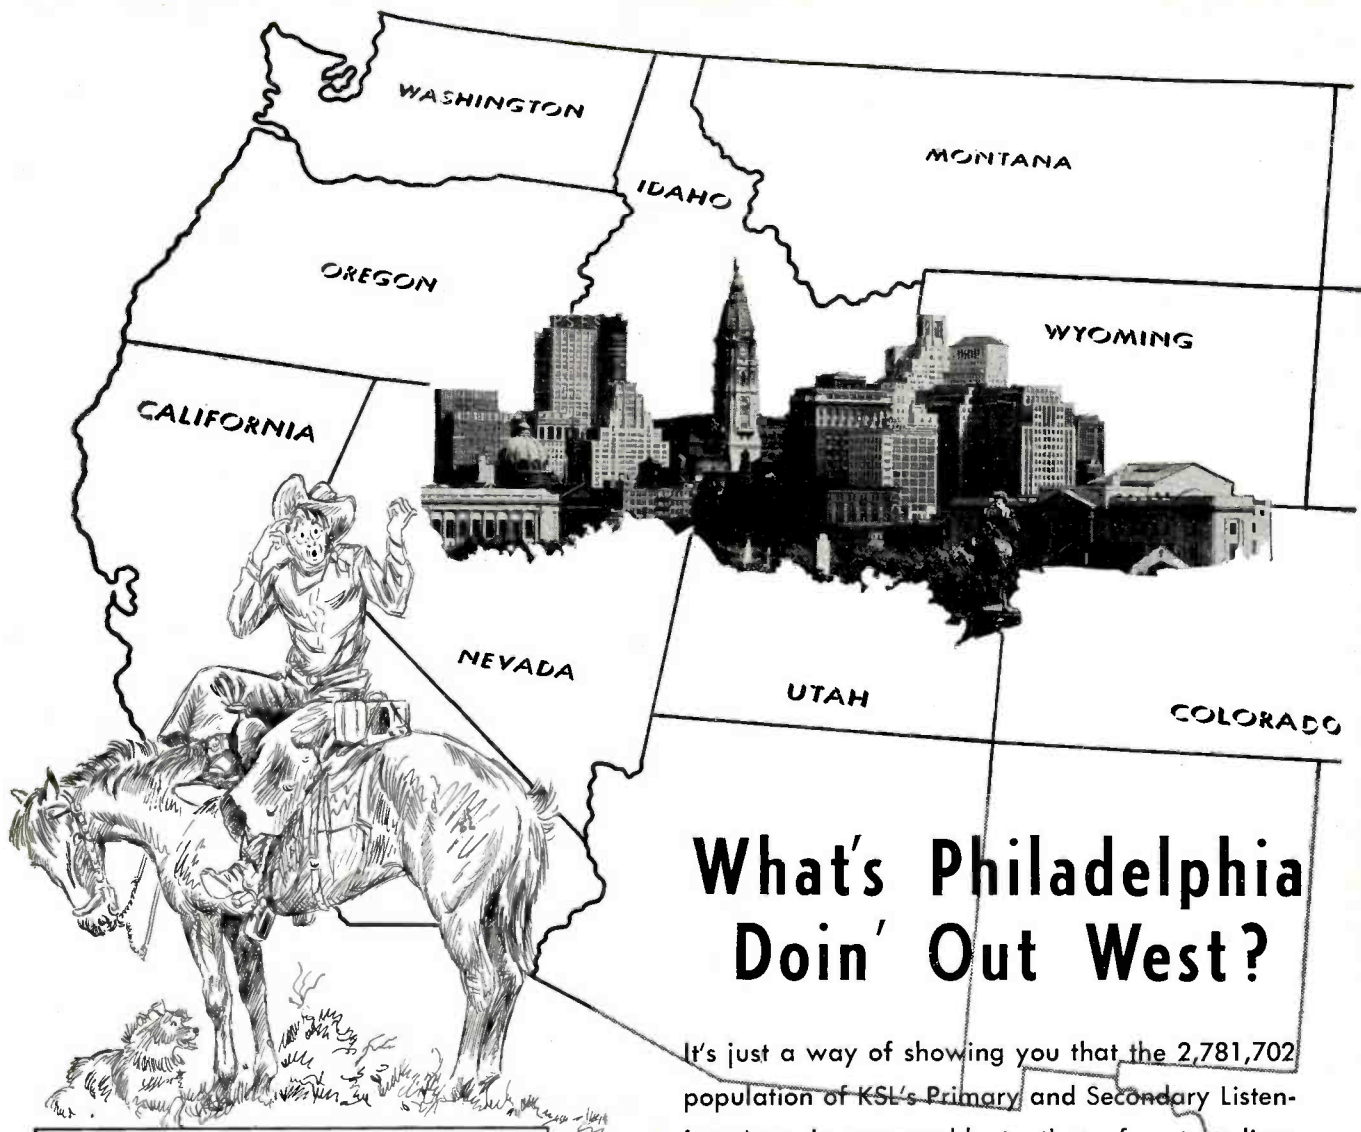 WASHINGTON
MONTANA
IDAHO
OREGON
WYOMING
CALIFORNIA
NEVADA
UTAH
COLORADO
What's Philadelphia
Doin' Out West?
It's just a way of showing you that the 2,781,702
population of KSL's Primary and Secondary Listen-